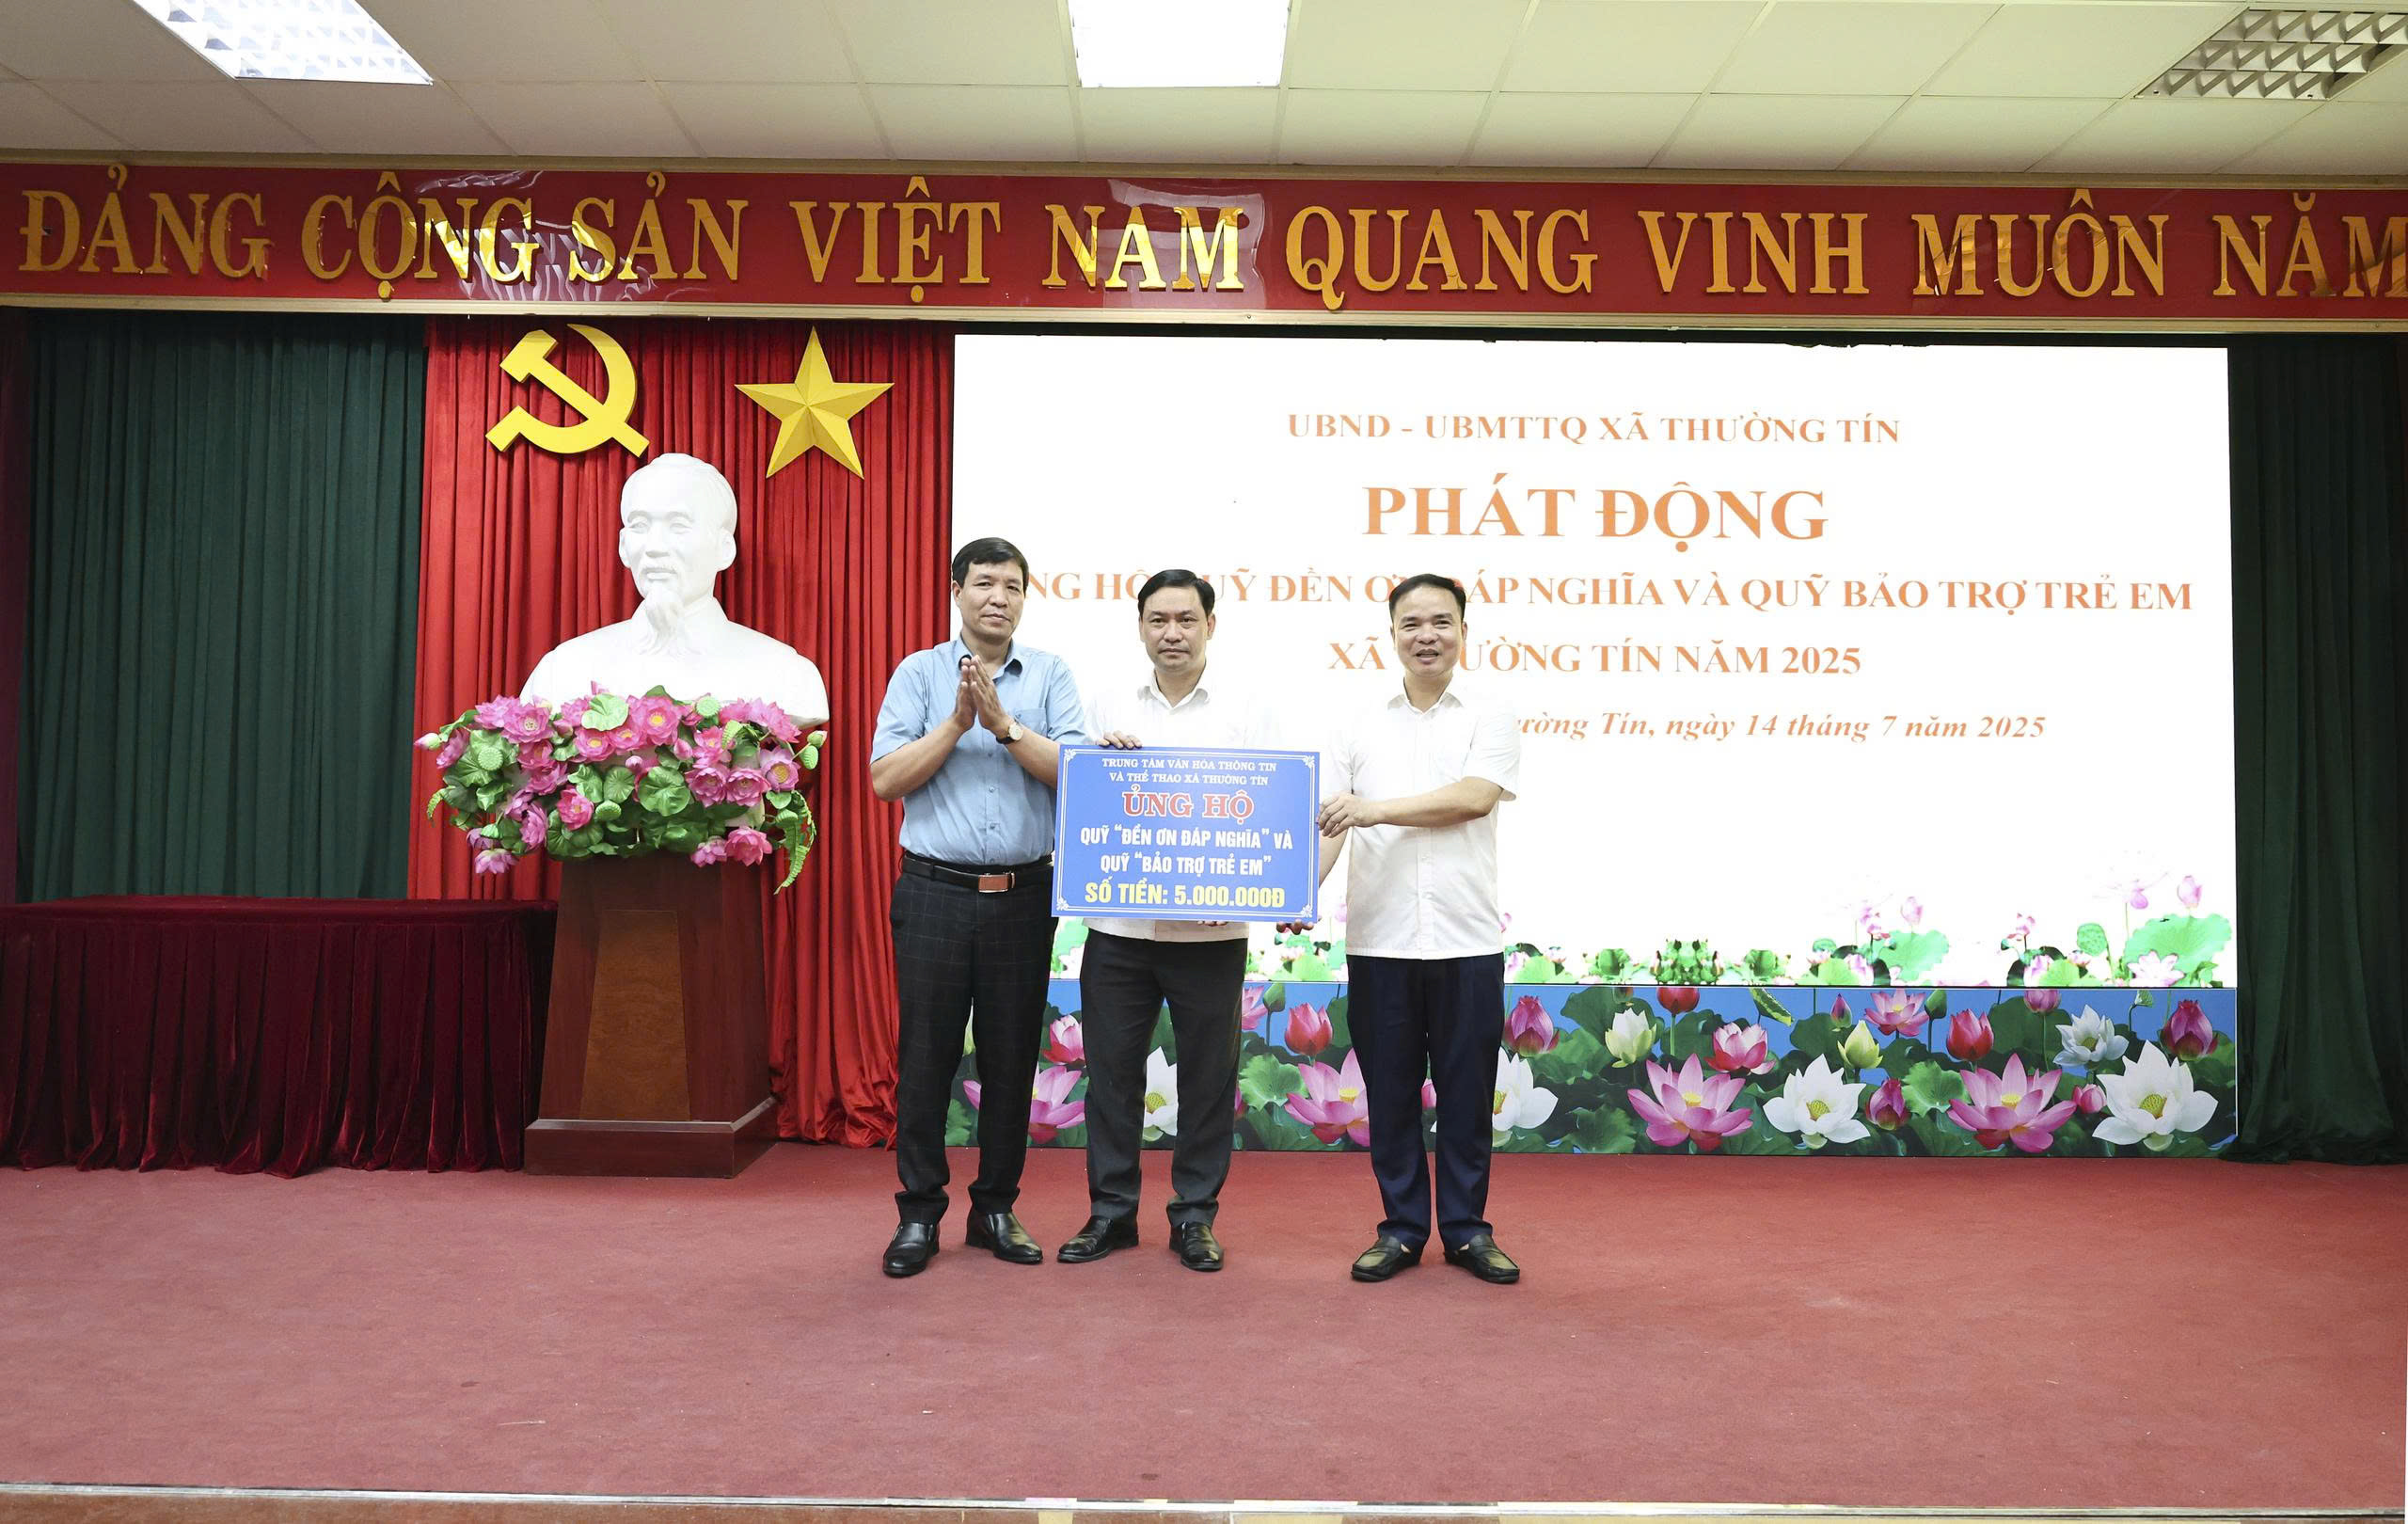 ĐẢNG CỘNG SẢN VIỆT NAM QUANG VINH MUÔN NĂM
UBND - UBMTTQ XÃ THƯỜNG TÍN
PHÁT ĐỘNG
NG HỘ QUỸ ĐỀN ƠN ĐÁP NGHĨA VÀ QUỸ BẢO TRỢ TRẺ EM
XÃ THƯỜNG TÍN NĂM 2025
ường Tín, ngày 14 tháng 7 năm 2025
TRUNG TÂM VĂN HÓA THÔNG TIN
VÀ THỂ THAO XÃ THƯỜNG TÍN
ỦNG HỘ
QUỸ "ĐỀN ƠN ĐÁP NGHĨA" VÀ
QUỸ "BẢO TRỢ TRẺ EM"
SỐ TIỀN: 5.000.000Đ